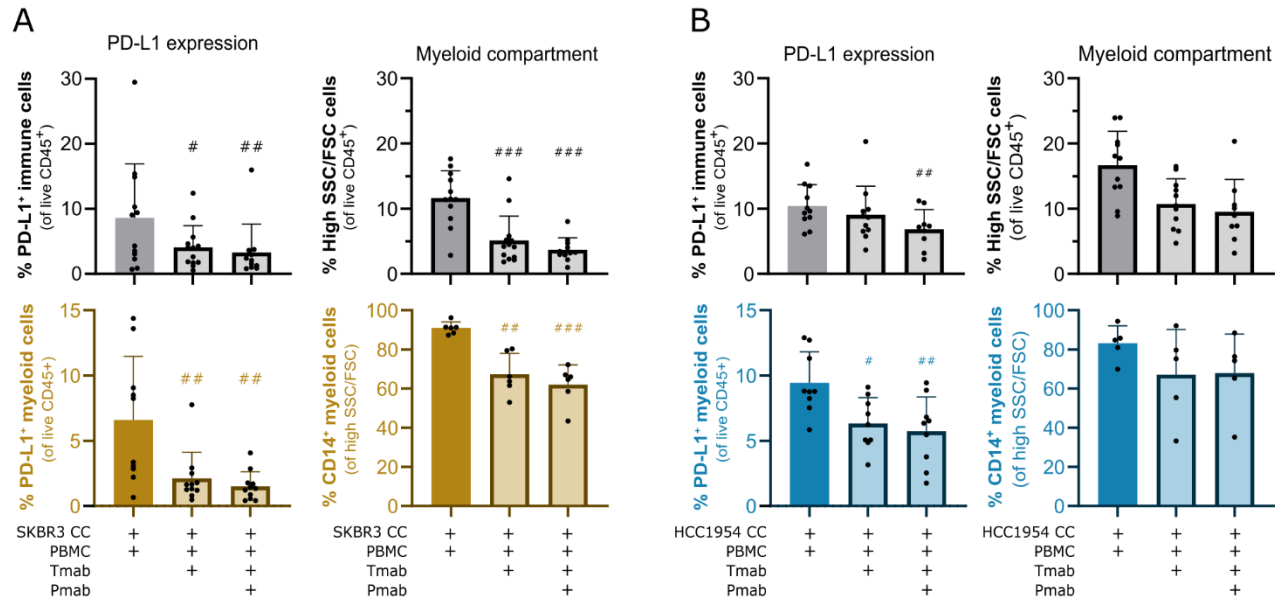 A
B
PD-L1 expression
Myeloid compartment
PD-L1 expression
Myeloid compartment
% PD-L1⁺ immune cells
(of live CD45⁺)
30
20
10
0
#
##
% High SSC/FSC cells
(of live CD45⁺)
30
20
10
0
###
###
% PD-L1⁺ immune cells
(of live CD45⁺)
30
20
10
0
##
% High SSC/FSC cells
(of live CD45⁺)
30
20
10
0
% PD-L1⁺ myeloid cells
(of live CD45+)
15
10
5
0
##
##
% CD14⁺ myeloid cells
(of high SSC/FSC)
100
80
60
40
20
0
##
###
% PD-L1⁺ myeloid cells
(of live CD45+)
15
10
5
0
#
##
% CD14⁺ myeloid cells
(of high SSC/FSC)
100
80
60
40
20
0
SKBR3 CC + + +
PBMC + + +
Tmab + +
Pmab +
SKBR3 CC + + +
PBMC + + +
Tmab + +
Pmab +
HCC1954 CC + + +
PBMC + + +
Tmab + +
Pmab +
HCC1954 CC + + +
PBMC + + +
Tmab + +
Pmab +